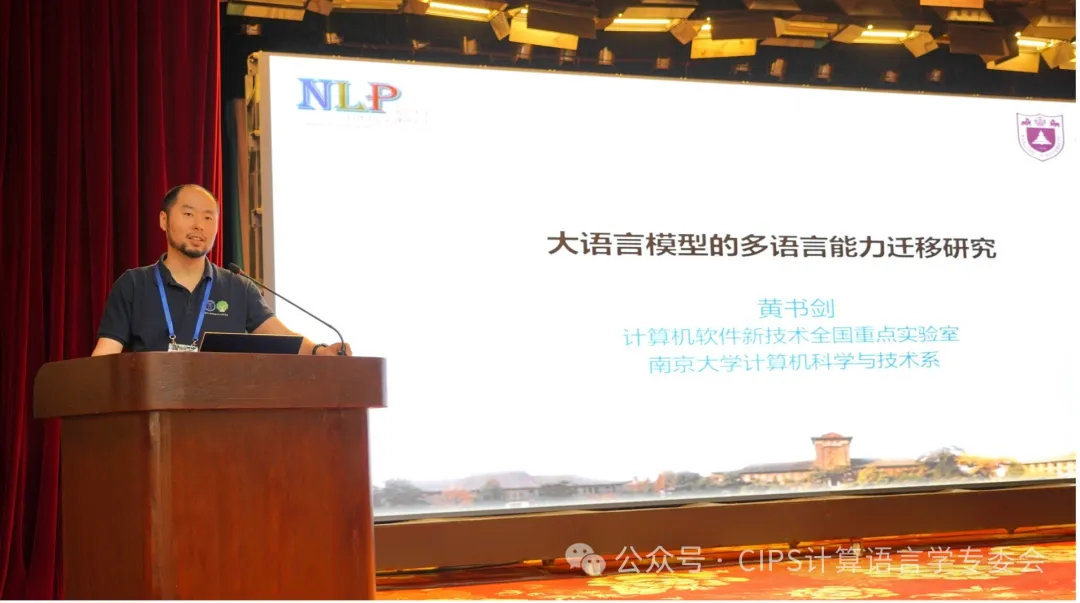 NLP
大语言模型的多语言能力迁移研究
黄书剑
计算机软件新技术全国重点实验室
南京大学计算机科学与技术系
公众号·CIPS计算语言学专委会